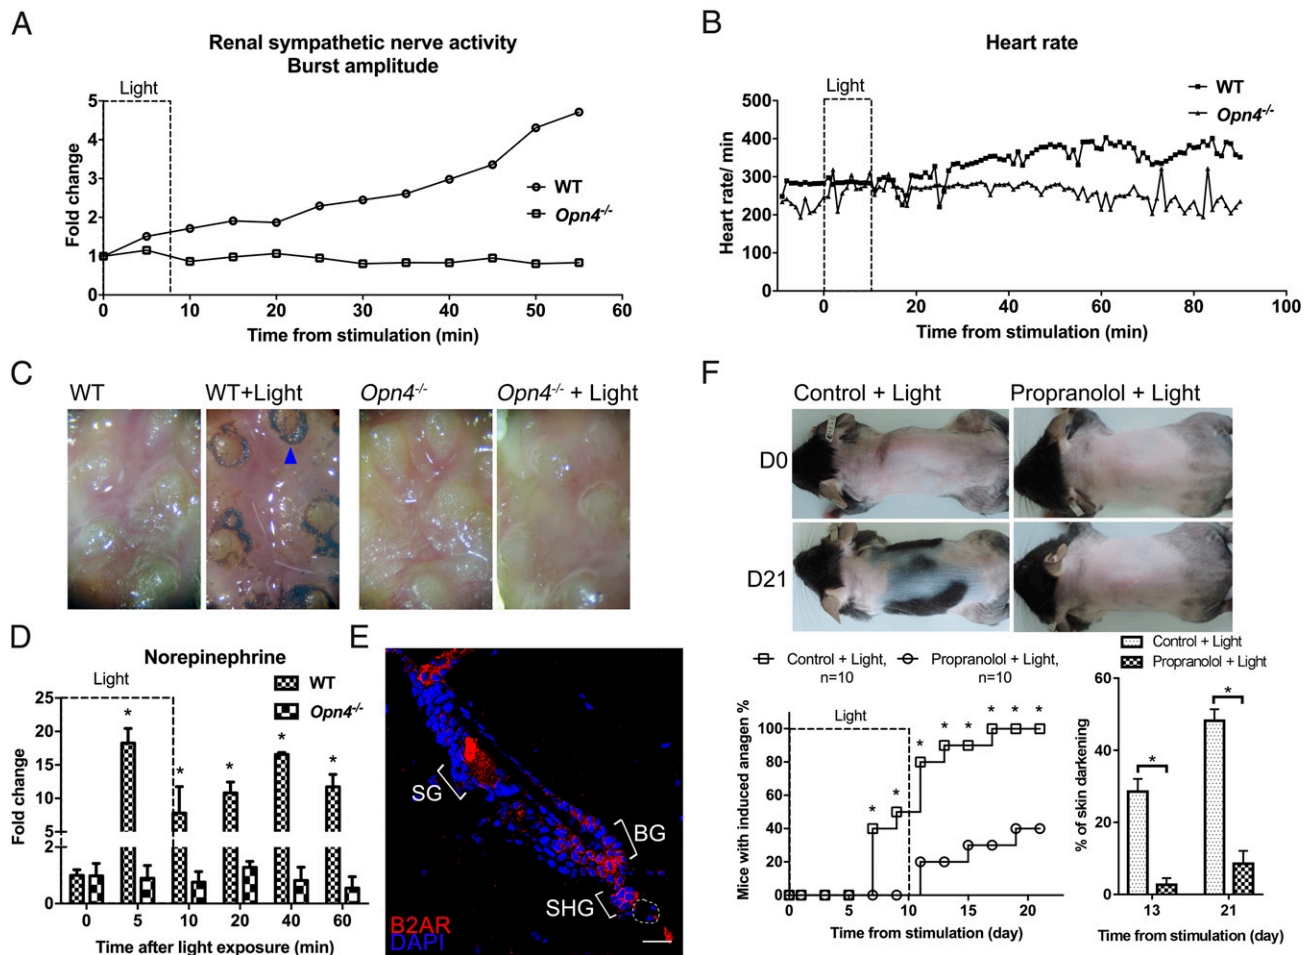 A
Renal sympathetic nerve activity
Burst amplitude
Light
5
4
3
2
1
0
Fold change
WT
Opn4-/-
0 10 20 30 40 50 60
Time from stimulation (min)
B
Heart rate
Light
WT
Opn4-/-
500
400
300
200
100
0
Heart rate/ min
0 20 40 60 80 100
Time from stimulation (min)
C
WT
WT+Light
Opn4-/-
Opn4-/- + Light
D
Norepinephrine
Light
WT
Opn4-/-
25
20
15
10
5
2
1
0
Fold change
* * * * *
0 5 10 20 40 60
Time after light exposure (min)
E
SG
BG
SHG
B2AR
DAPI
F
Control + Light
Propranolol + Light
D0
D21
Control + Light,
n=10
Propranolol + Light,
n=10
Light
100
80
60
40
20
0
Mice with induced anagen %
* * * * * * * *
0 5 10 15 20
Time from stimulation (day)
Control + Light
Propranolol + Light
60
40
20
0
% of skin darkening
* *
13 21
Time from stimulation (day)